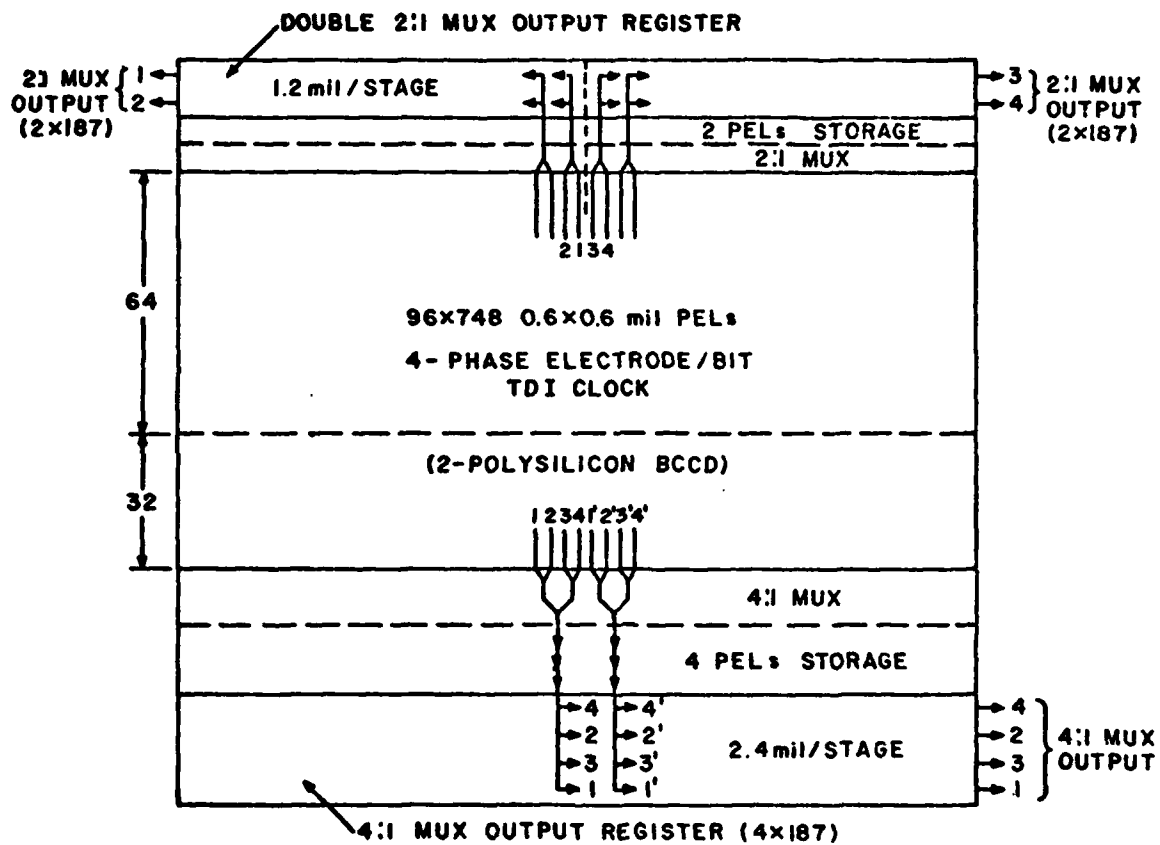 DOUBLE 2:1 MUX OUTPUT REGISTER
2:1 MUX
OUTPUT
(2×187)
1
2
1.2 mil/STAGE
3
4
2:1 MUX
OUTPUT
(2×187)
2 PELs STORAGE
2:1 MUX
2134
64
96×748 0.6×0.6 mil PELs
4-PHASE ELECTRODE/BIT
TDI CLOCK
(2-POLYSILICON BCCD)
32
12341'2'3'4'
4:1 MUX
4 PELs STORAGE
4 4'
2 2'
3 3'
1 1'
2.4mil/STAGE
4
2
3
1
4:1 MUX
OUTPUT
4:1 MUX OUTPUT REGISTER (4×187)